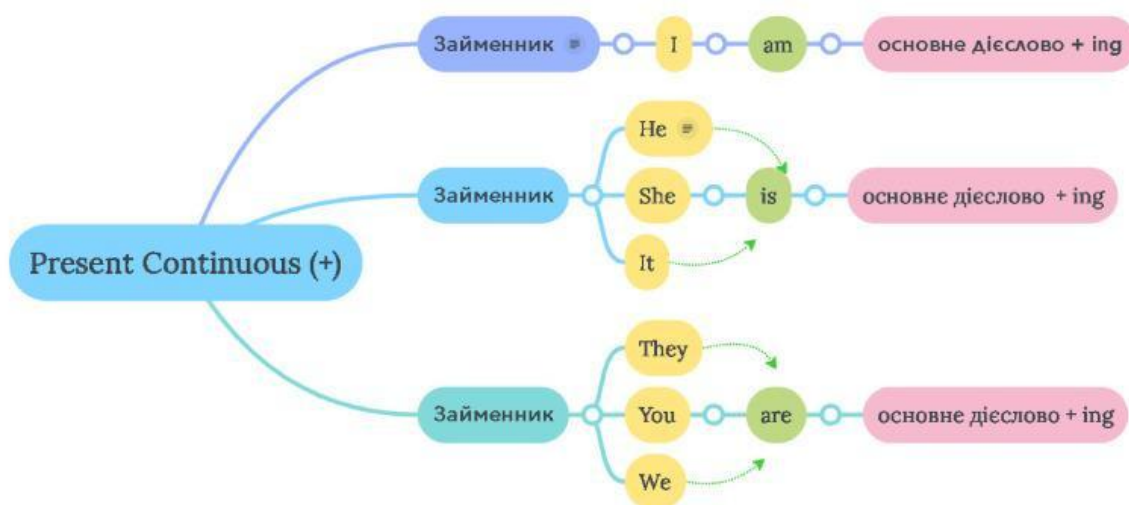 Present Continuous (+)
Займенник
I
am
основне дієслово + ing
Займенник
He
She
It
is
основне дієслово + ing
Займенник
They
You
We
are
основне дієслово + ing